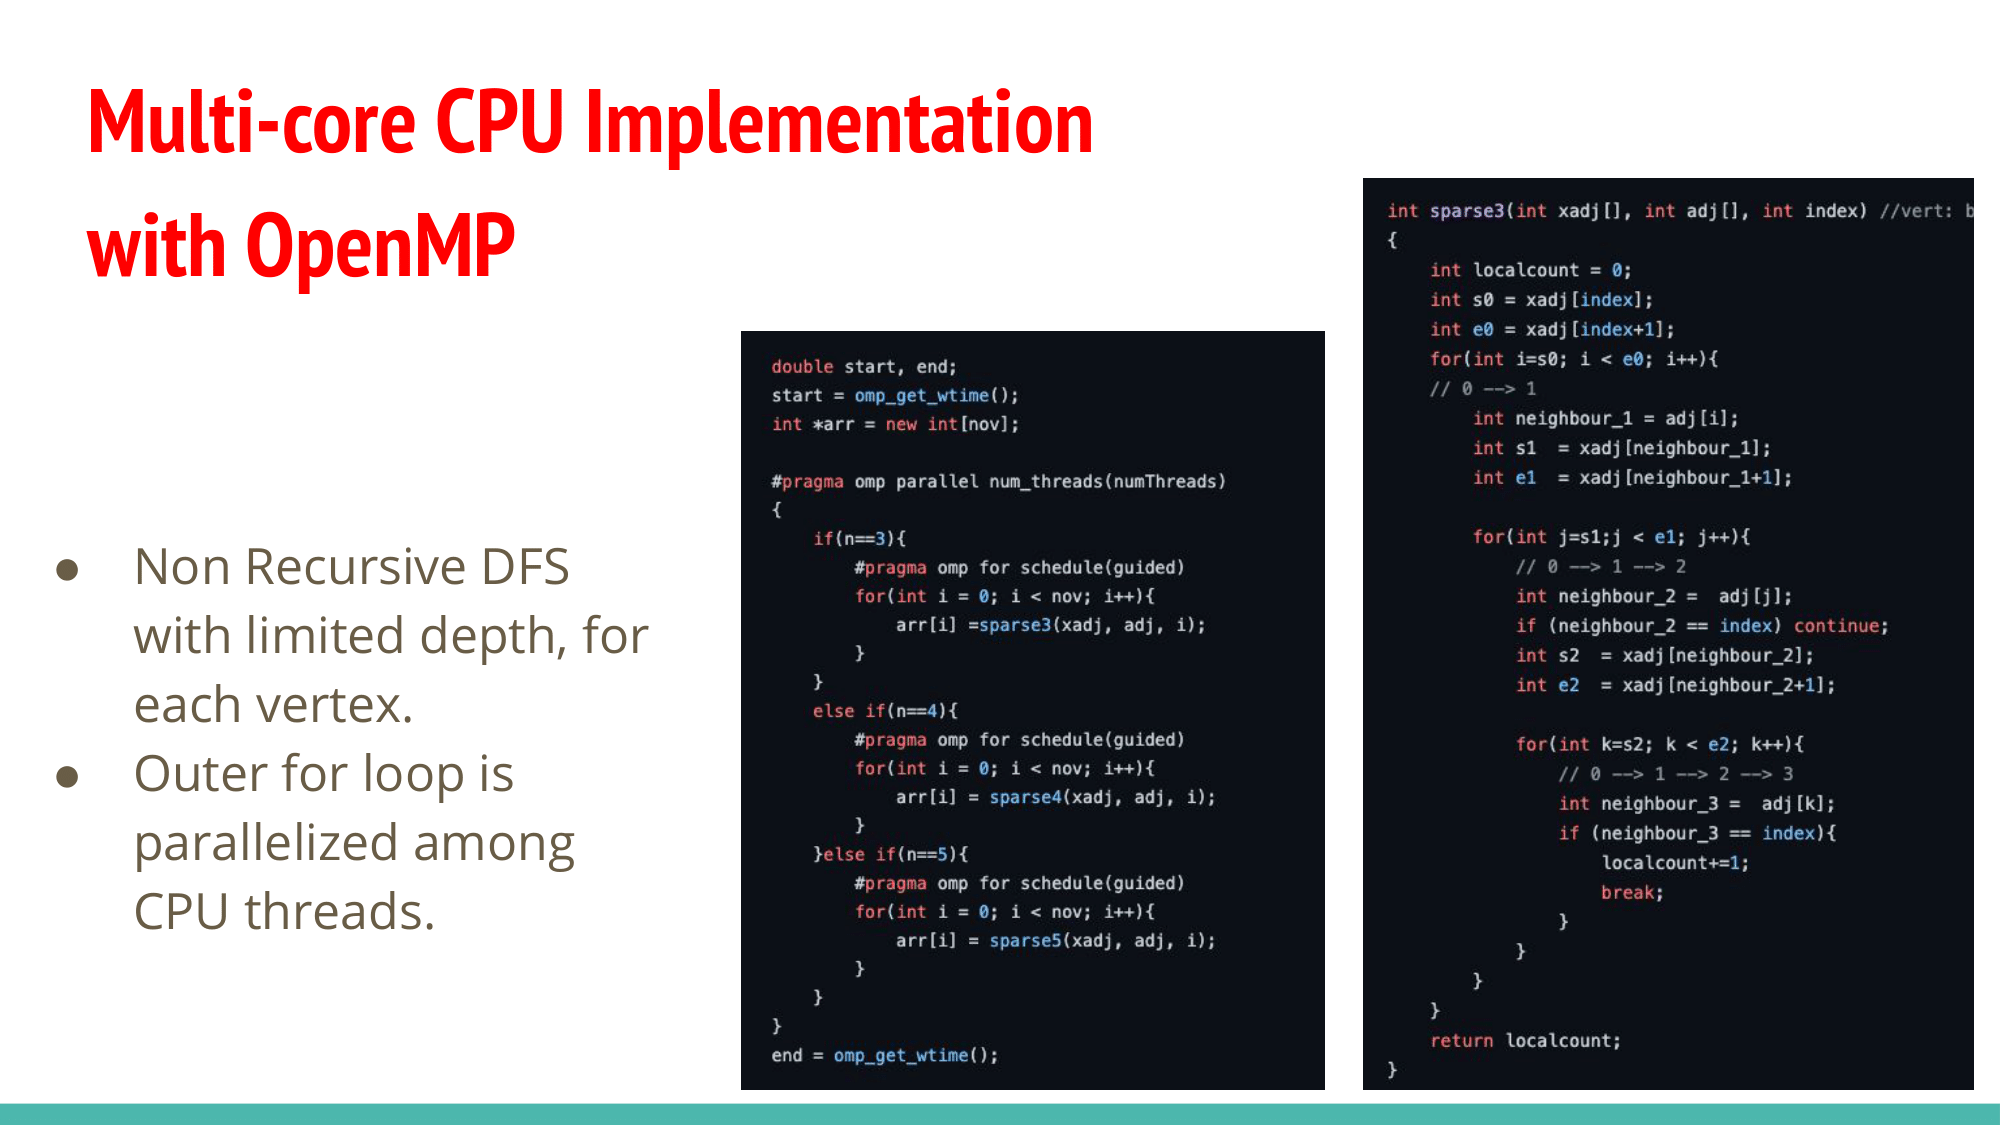 Multi-core CPU Implementation
with OpenMP
● Non Recursive DFS
with limited depth, for
each vertex.
● Outer for loop is
parallelized among
CPU threads.
double start, end;
start = omp_get_wtime();
int *arr = new int[nov];
#pragma omp parallel num_threads(numThreads)
{
    if(n==3){
        #pragma omp for schedule(guided)
        for(int i = 0; i < nov; i++){
            arr[i] =sparse3(xadj, adj, i);
        }
    }
    else if(n==4){
        #pragma omp for schedule(guided)
        for(int i = 0; i < nov; i++){
            arr[i] = sparse4(xadj, adj, i);
        }
    }else if(n==5){
        #pragma omp for schedule(guided)
        for(int i = 0; i < nov; i++){
            arr[i] = sparse5(xadj, adj, i);
        }
    }
}
end = omp_get_wtime();
int sparse3(int xadj[], int adj[], int index) //vert: b
{
    int localcount = 0;
    int s0 = xadj[index];
    int e0 = xadj[index+1];
    for(int i=s0; i < e0; i++){
    // 0 --> 1
        int neighbour_1 = adj[i];
        int s1  = xadj[neighbour_1];
        int e1  = xadj[neighbour_1+1];
        for(int j=s1;j < e1; j++){
            // 0 --> 1 --> 2
            int neighbour_2 =  adj[j];
            if (neighbour_2 == index) continue;
            int s2  = xadj[neighbour_2];
            int e2  = xadj[neighbour_2+1];
            for(int k=s2; k < e2; k++){
                // 0 --> 1 --> 2 --> 3
                int neighbour_3 =  adj[k];
                if (neighbour_3 == index){
                    localcount+=1;
                    break;
                }
            }
        }
    }
    return localcount;
}